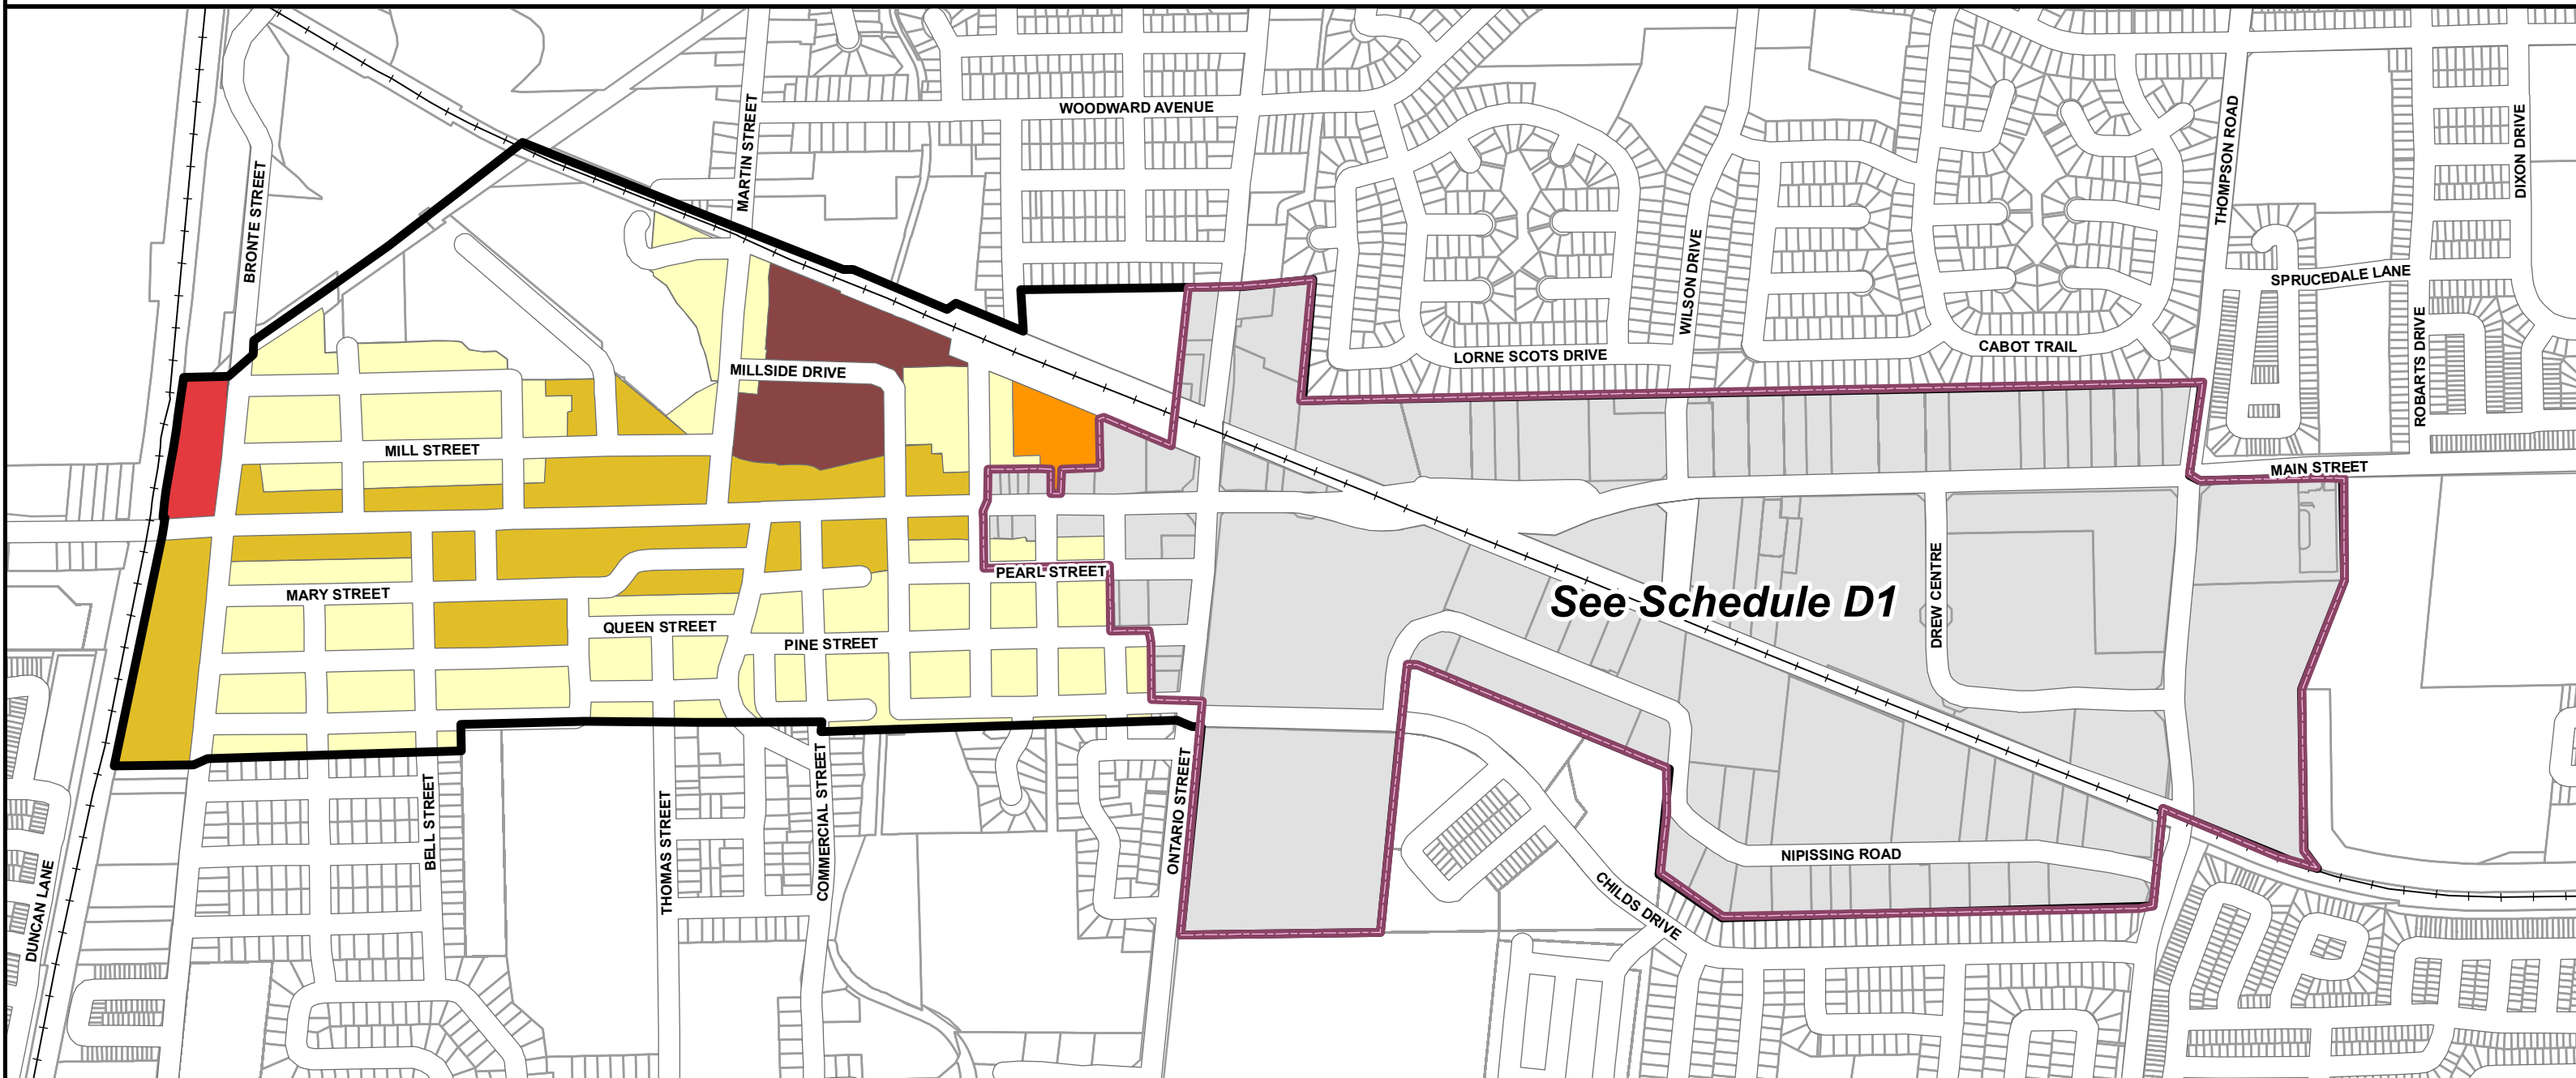 WOODWARD AVENUE
MARTIN STREET
BRONTE STREET
THOMPSON ROAD
DIXON DRIVE
WILSON DRIVE
SPRUCEDALE LANE
ROBARTS DRIVE
LORNE SCOTS DRIVE
CABOT TRAIL
MILLSIDE DRIVE
MILL STREET
MAIN STREET
PEARL STREET
MARY STREET
See Schedule D1
DREW CENTRE
QUEEN STREET
PINE STREET
ONTARIO STREET
BELL STREET
THOMAS STREET
COMMERCIAL STREET
NIPISSING ROAD
CHILDS DRIVE
DUNCAN LANE